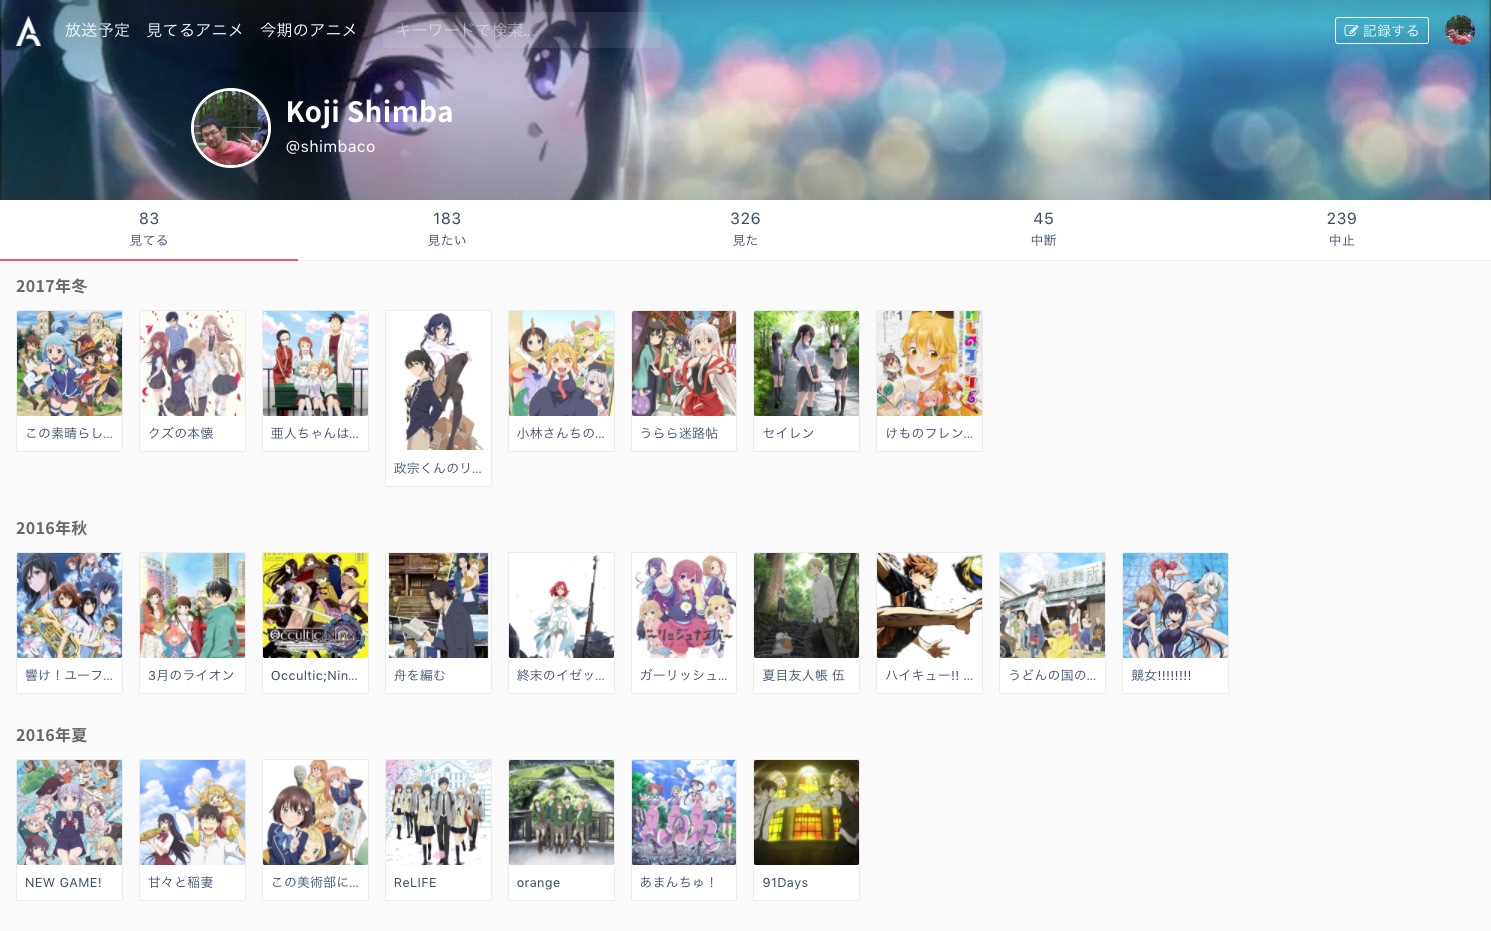 放送予定 見てるアニメ 今期のアニメ キーワードで検索... 記録する
Koji Shimba
@shimbaco
83 183 326 45 239
見てる 見たい 見た 中断 中止
2017年冬
この素晴らし... クズの本懐 亜人ちゃんは... 政宗くんのリ... 小林さんちの... うらら迷路帖 セイレン けものフレン...
2016年秋
Occultic;Nine
響け！ユーフ... 3月のライオン Occultic;Nin... 舟を編む 終末のイゼッ... ガーリッシュ... 夏目友人帳 伍 ハイキュー!! ... うどんの国の... 競女!!!!!!!!
2016年夏
NEW GAME! 甘々と稲妻 この美術部に... ReLIFE orange あまんちゅ！ 91Days